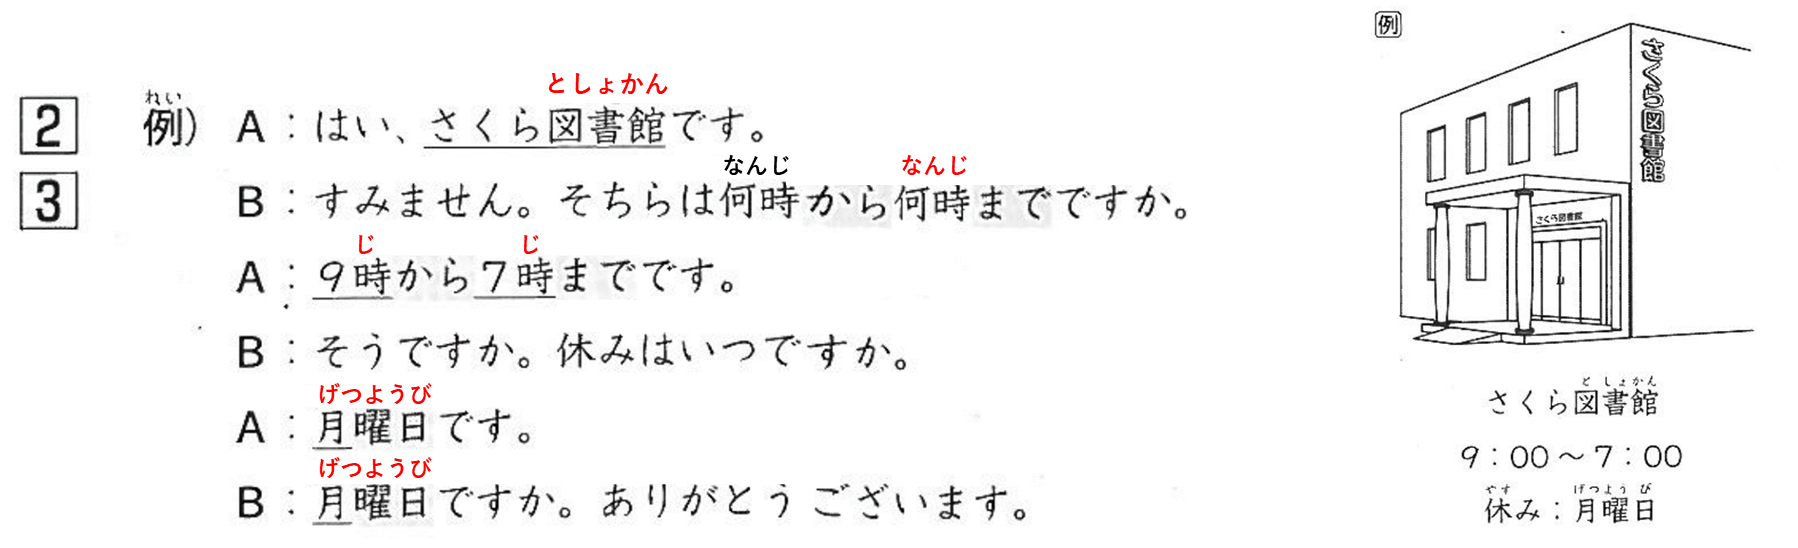 としょかん
2 例) A：はい、さくら図書館です。
れい
なんじ なんじ
3 B：すみません。そちらは何時から何時までですか。
じ じ
A：9時から7時までです。
B：そうですか。休みはいつですか。
げつようび
A：月曜日です。
げつようび
B：月曜日ですか。ありがとうございます。
例
さくら図書館
さくら図書館
としょかん
さくら図書館
9：00～7：00
やす げつようび
休み：月曜日